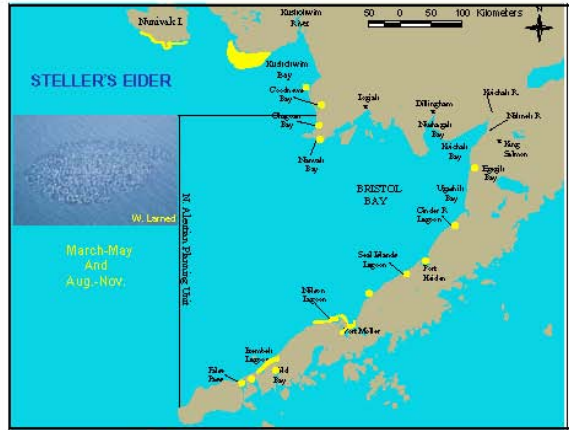 Nunivak I
Kuskokwim
River
50 0 50 100 Kilometers
STELLER'S EIDER
Kuskokwim
Bay
Goodnews
Bay
Chagvan
Bay
Nanvak
Bay
Togiak
Dillingham
Nushagak
Bay
Kvichak R.
Naknek R
King
Salmon
Kvichak
Bay
Egegik
Bay
Ugashik
Bay
BRISTOL
BAY
Cinder R
Lagoon
Seal Islands
Lagoon
Port
Heiden
Nelson
Lagoon
Port Moller
Izembek
Lagoon
Cold
Bay
False
Pass
W. Larned
March-May
And
Aug.-Nov.
N. Aleutian Planning Unit